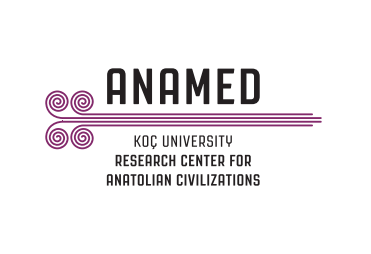 ANAMED
KOÇ UNIVERSITY
RESEARCH CENTER FOR
ANATOLIAN CIVILIZATIONS